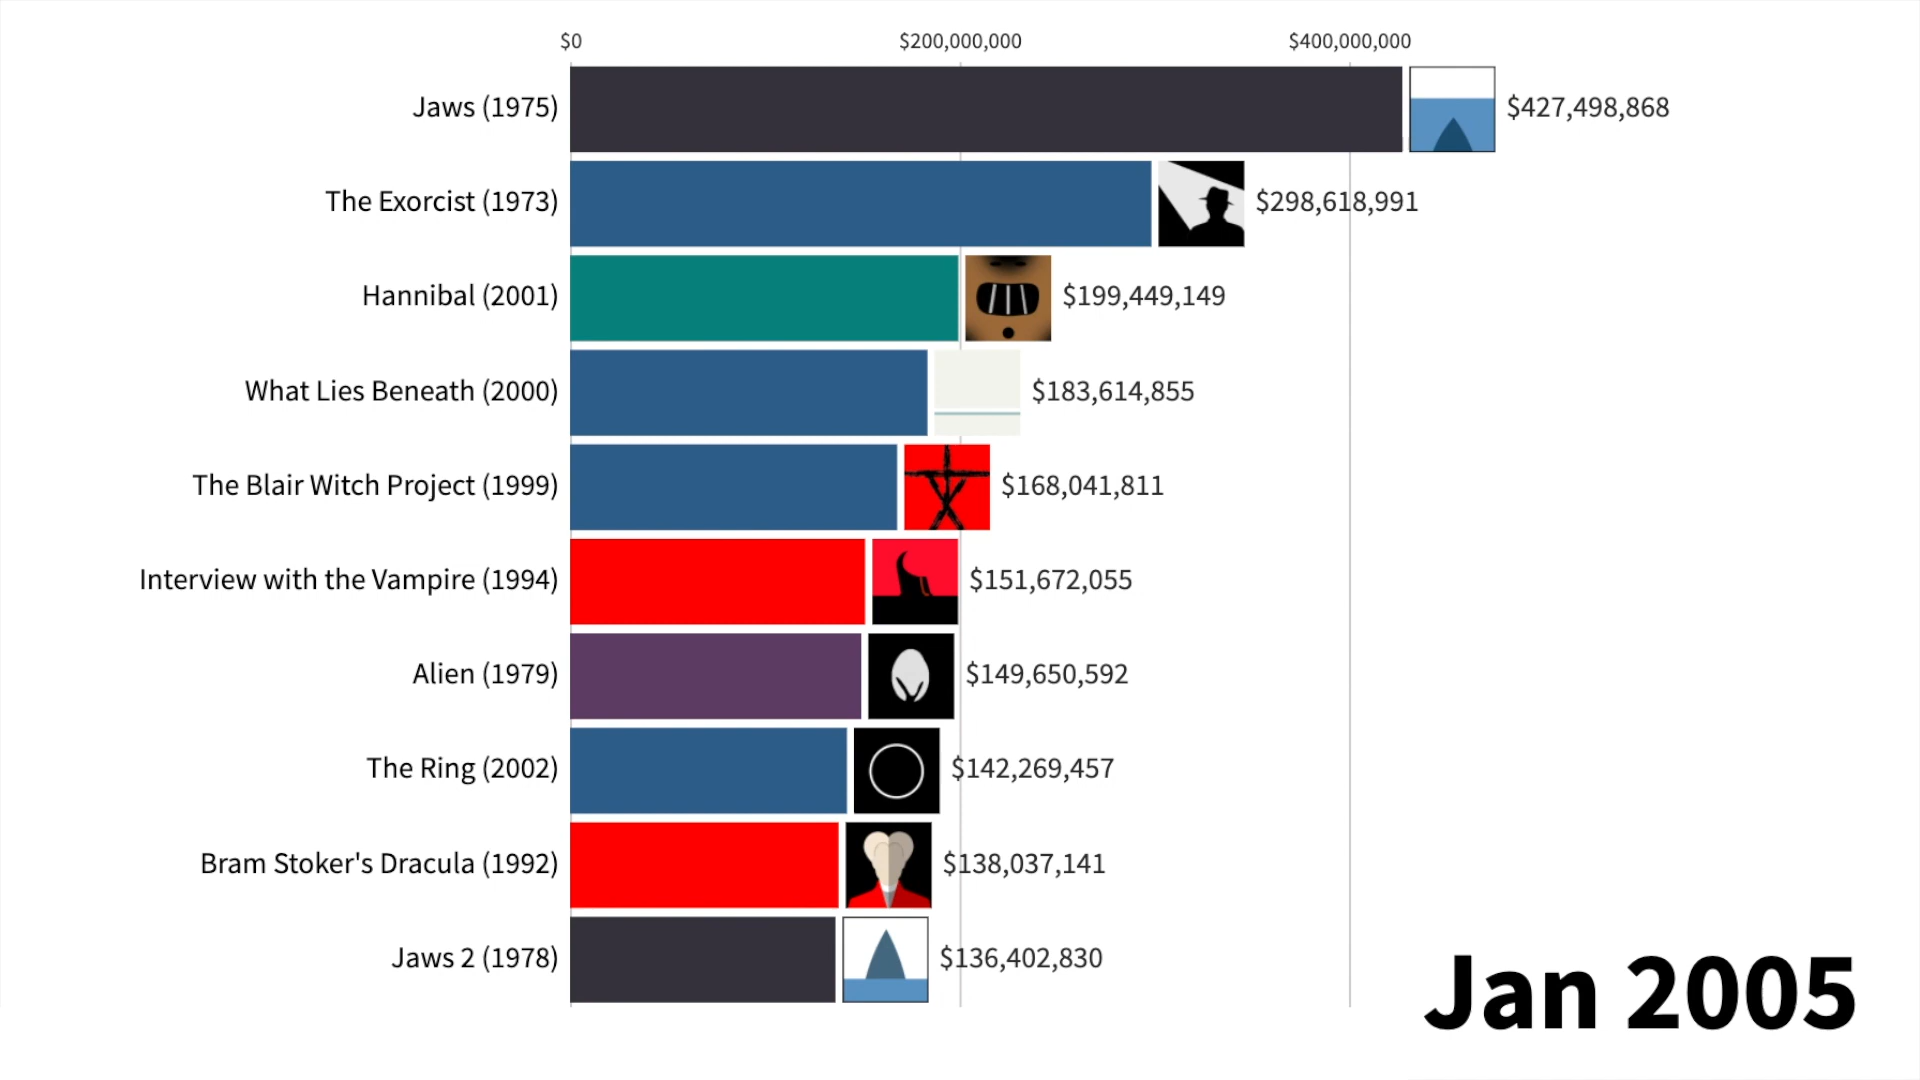 $0 $200,000,000 $400,000,000
Jaws (1975) $427,498,868
The Exorcist (1973) $298,618,991
Hannibal (2001) $199,449,149
What Lies Beneath (2000) $183,614,855
The Blair Witch Project (1999) $168,041,811
Interview with the Vampire (1994) $151,672,055
Alien (1979) $149,650,592
The Ring (2002) $142,269,457
Bram Stoker's Dracula (1992) $138,037,141
Jaws 2 (1978) $136,402,830
Jan 2005